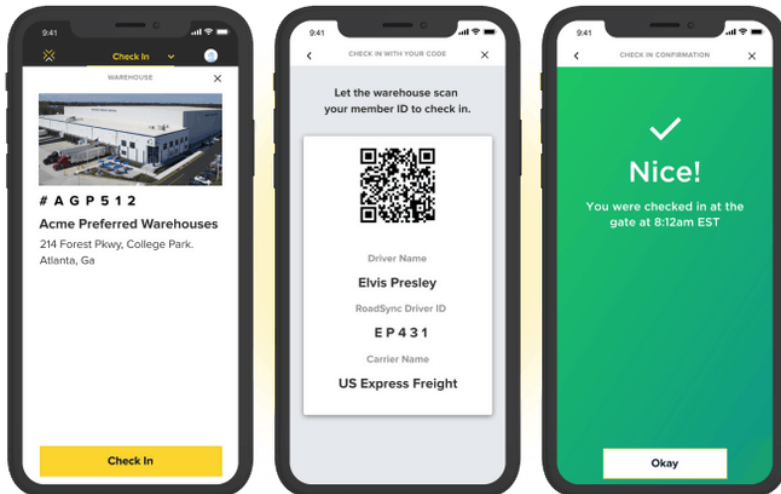 9:41
Check In
WAREHOUSE
# A G P 5 1 2
Acme Preferred Warehouses
214 Forest Pkwy, College Park.
Atlanta, Ga
Check In
9:41
CHECK IN WITH YOUR CODE
Let the warehouse scan
your member ID to check in.
Driver Name
Elvis Presley
RoadSync Driver ID
E P 4 3 1
Carrier Name
US Express Freight
9:41
CHECK IN CONFIRMATION
Nice!
You were checked in at the
gate at 8:12am EST
Okay